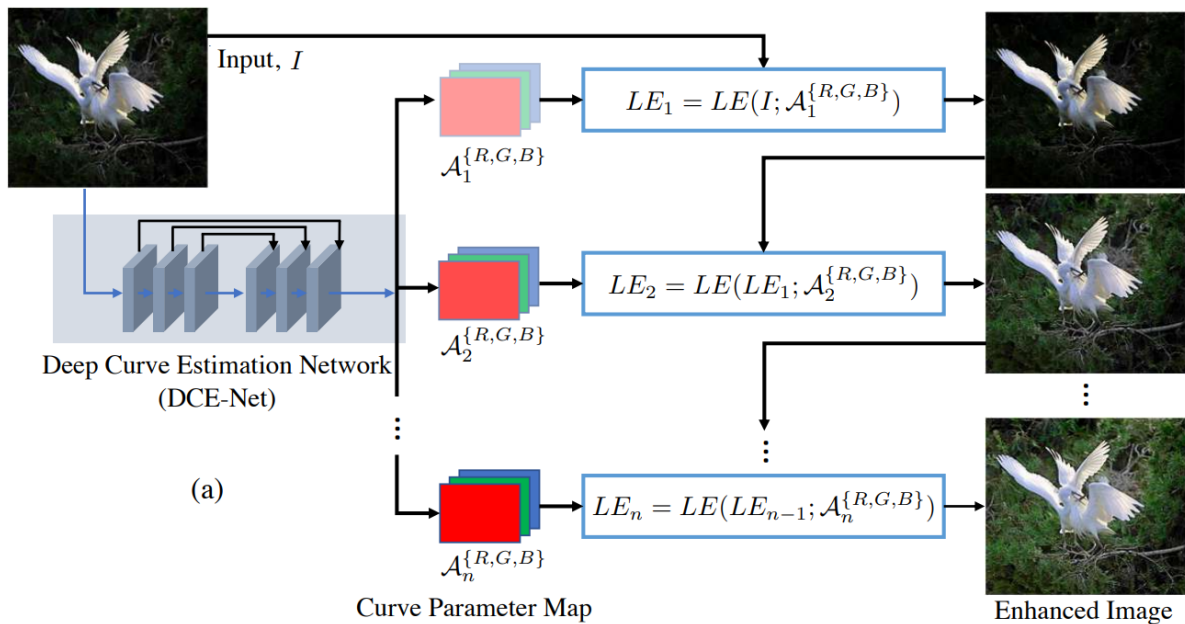 Input, I
LE₁ = LE(I; 𝒜₁^{R,G,B})
𝒜₁^{R,G,B}
LE₂ = LE(LE₁; 𝒜₂^{R,G,B})
𝒜₂^{R,G,B}
Deep Curve Estimation Network
(DCE-Net)
⋮
⋮
⋮
(a)
LEₙ = LE(LEₙ₋₁; 𝒜ₙ^{R,G,B})
𝒜ₙ^{R,G,B}
Curve Parameter Map
Enhanced Image